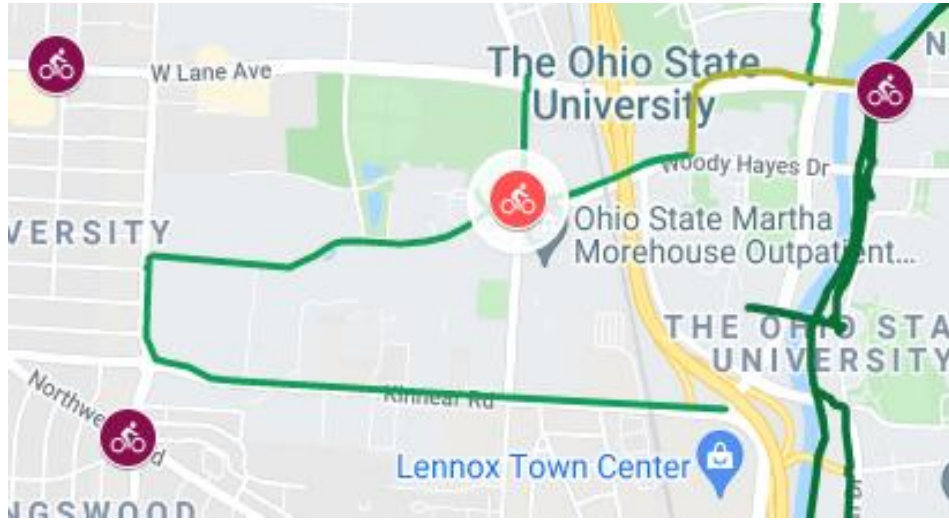 W Lane Ave
The Ohio State
University
N
Woody Hayes Dr
VERSITY
Ohio State Martha
Morehouse Outpatient...
THE OHIO STA
UNIVERSITY
Kinnear Rd
Lennox Town Center
NGSWOOD